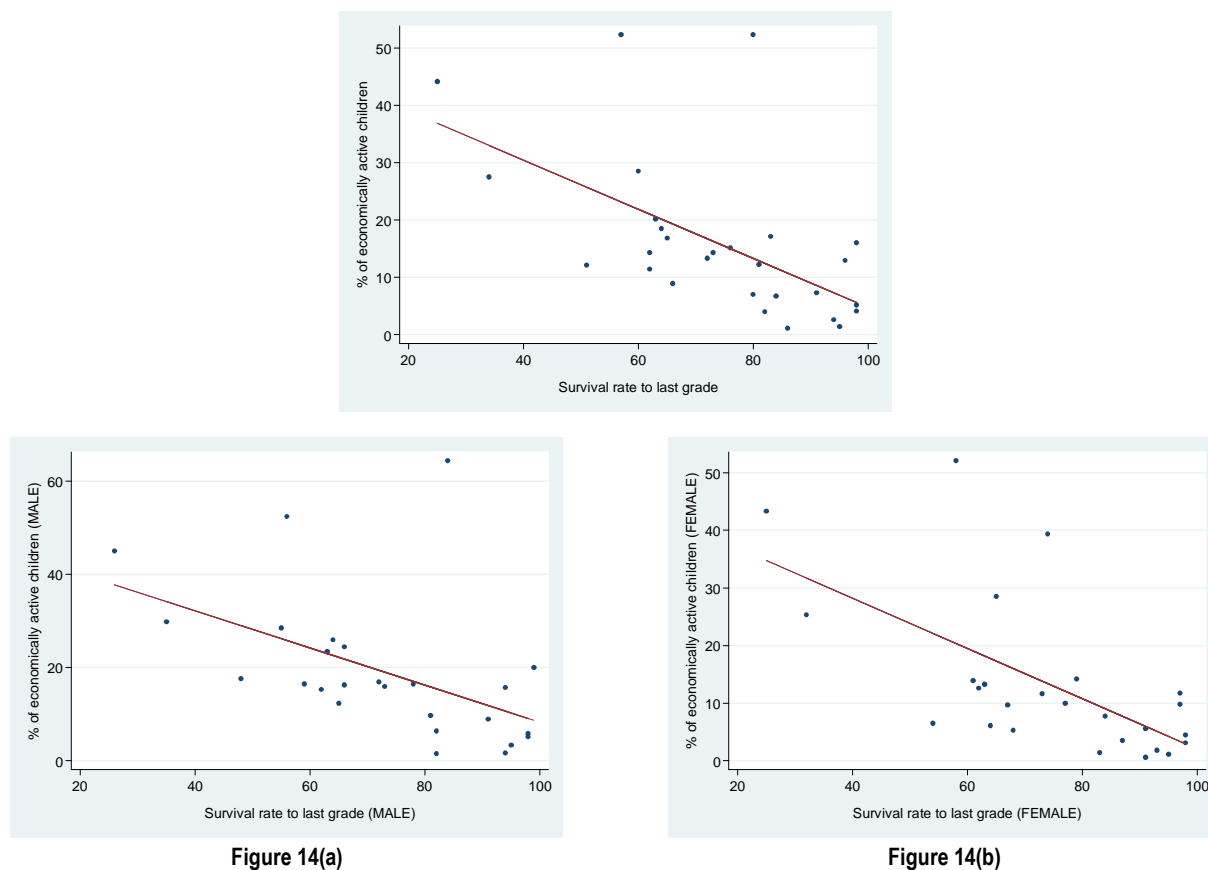 % of economically active children
50
40
30
20
10
0
20 40 60 80 100
Survival rate to last grade
% of economically active children (MALE)
60
40
20
0
20 40 60 80 100
Survival rate to last grade (MALE)
Figure 14(a)
% of economically active children (FEMALE)
50
40
30
20
10
0
20 40 60 80 100
Survival rate to last grade (FEMALE)
Figure 14(b)